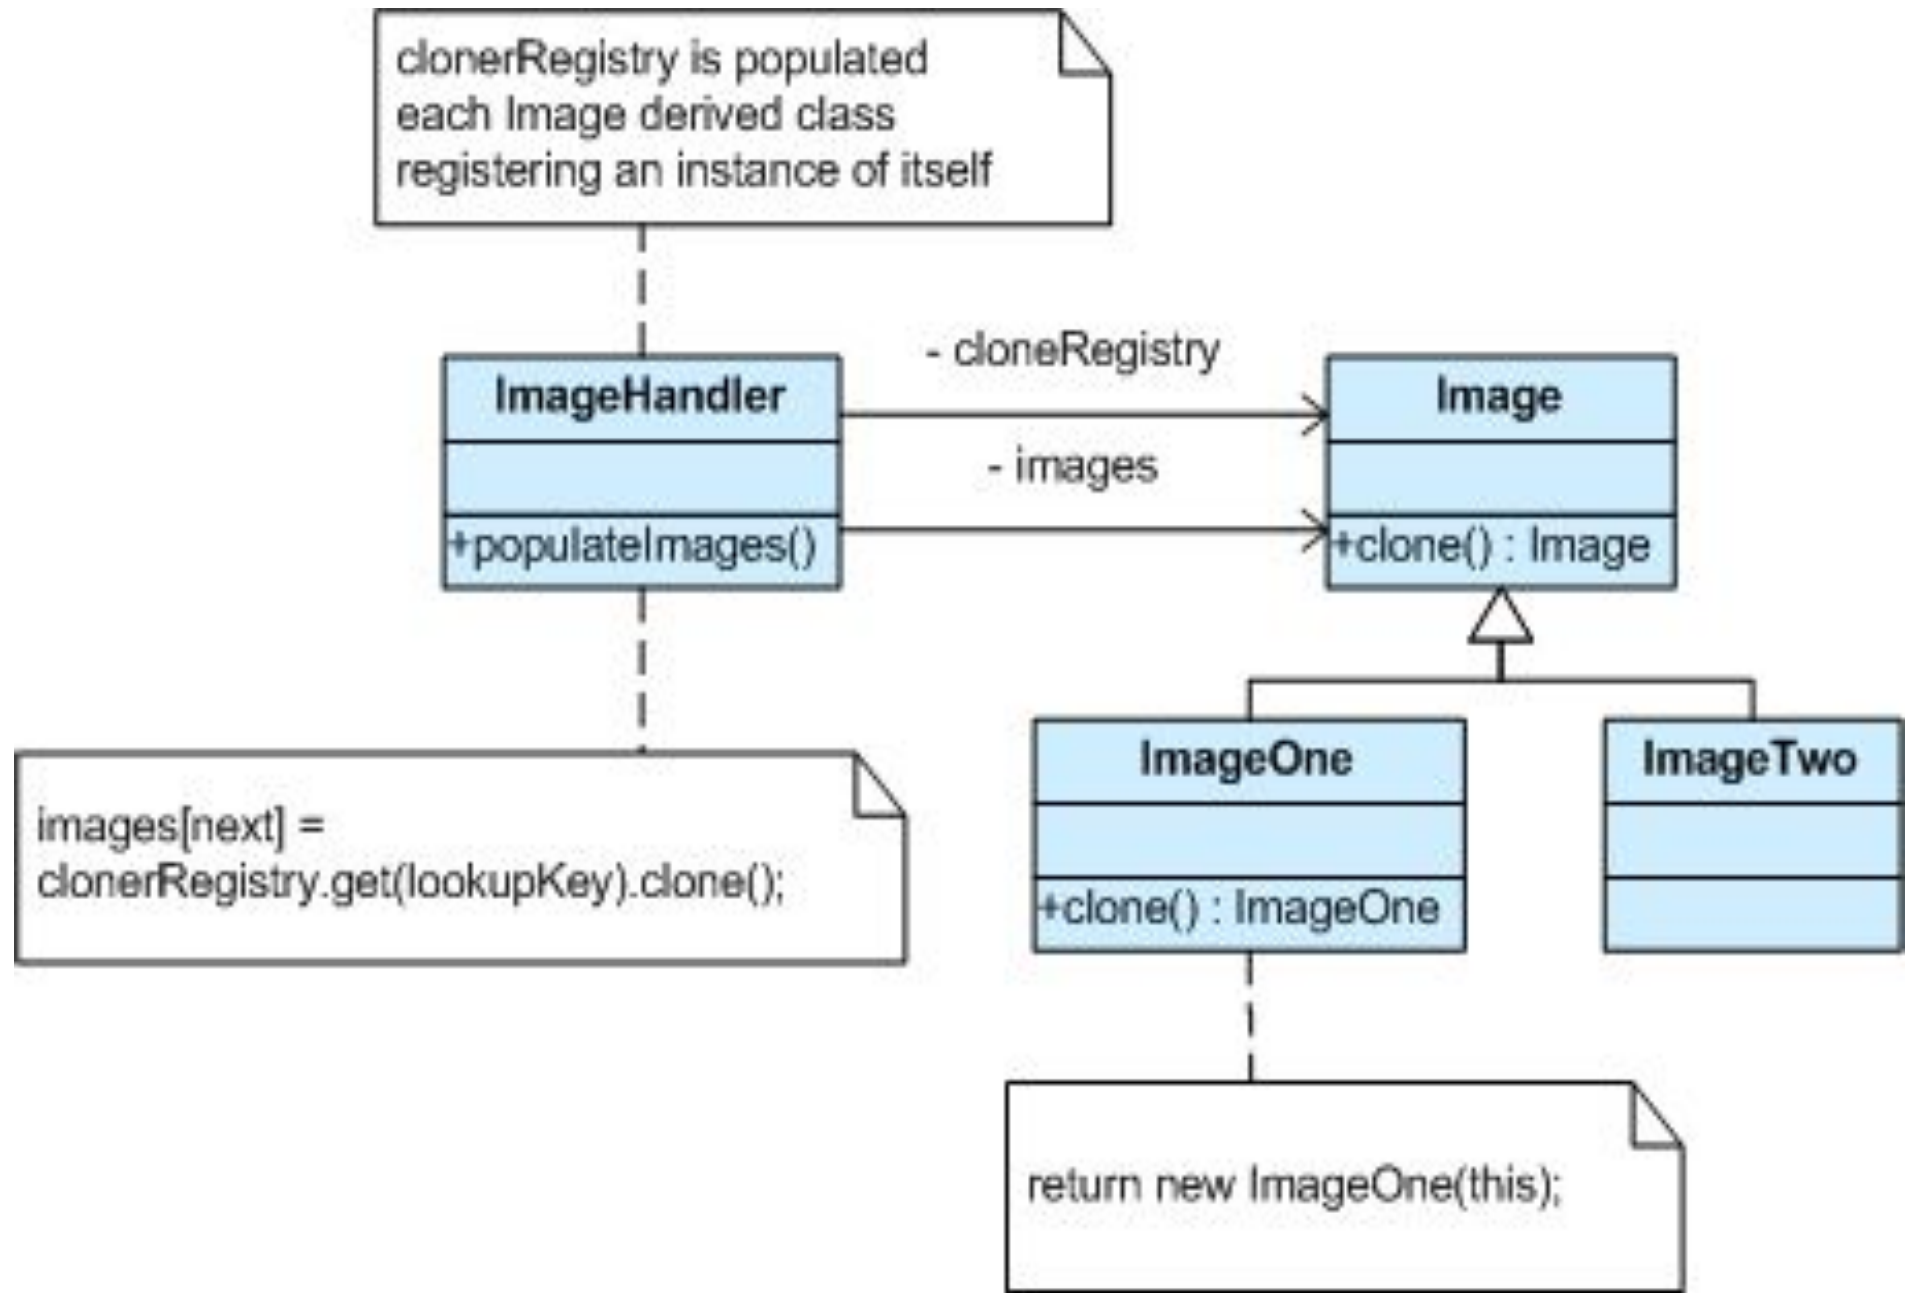 clonerRegistry is populated
each Image derived class
registering an instance of itself
- cloneRegistry
ImageHandler
Image
- images
+populateImages()
+clone() : Image
ImageOne
ImageTwo
images[next] =
clonerRegistry.get(lookupKey).clone();
+clone() : ImageOne
return new ImageOne(this);